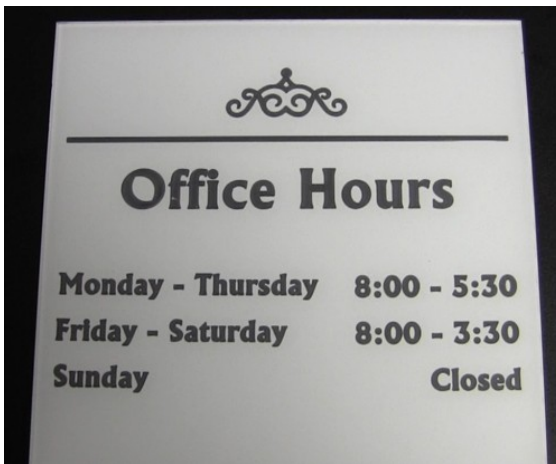 Office Hours
Monday - Thursday 8:00 - 5:30
Friday - Saturday 8:00 - 3:30
Sunday Closed